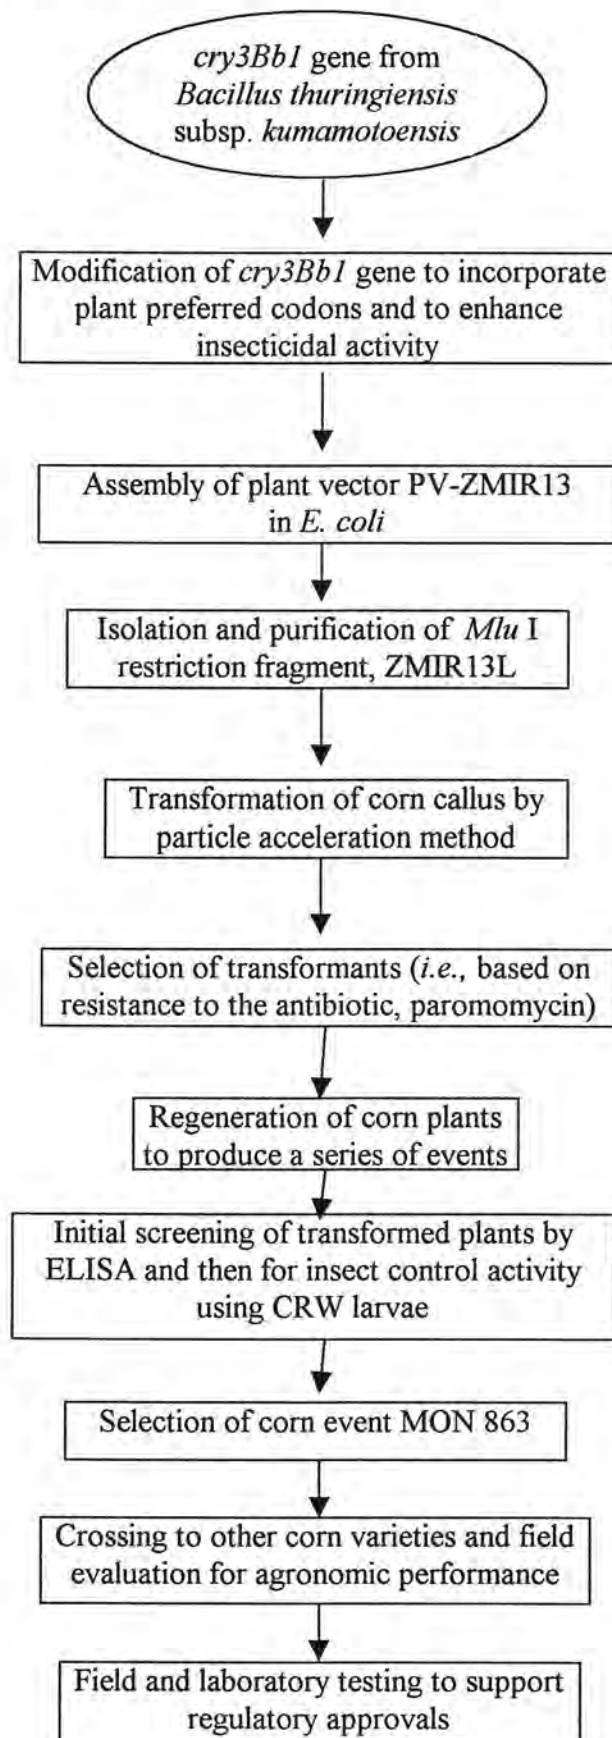 cry3Bb1 gene from
Bacillus thuringiensis
subsp. kumamotoensis
Modification of cry3Bb1 gene to incorporate
plant preferred codons and to enhance
insecticidal activity
Assembly of plant vector PV-ZMIR13
in E. coli
Isolation and purification of Mlu I
restriction fragment, ZMIR13L
Transformation of corn callus by
particle acceleration method
Selection of transformants (i.e., based on
resistance to the antibiotic, paromomycin)
Regeneration of corn plants
to produce a series of events
Initial screening of transformed plants by
ELISA and then for insect control activity
using CRW larvae
Selection of corn event MON 863
Crossing to other corn varieties and field
evaluation for agronomic performance
Field and laboratory testing to support
regulatory approvals